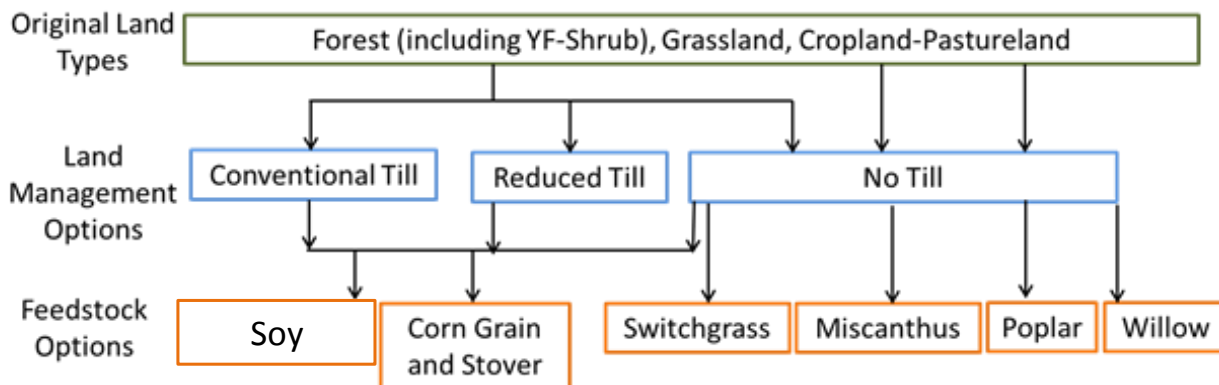 Original Land
Types
Forest (including YF-Shrub), Grassland, Cropland-Pastureland
Land
Management
Options
Conventional Till
Reduced Till
No Till
Feedstock
Options
Soy
Corn Grain
and Stover
Switchgrass
Miscanthus
Poplar
Willow